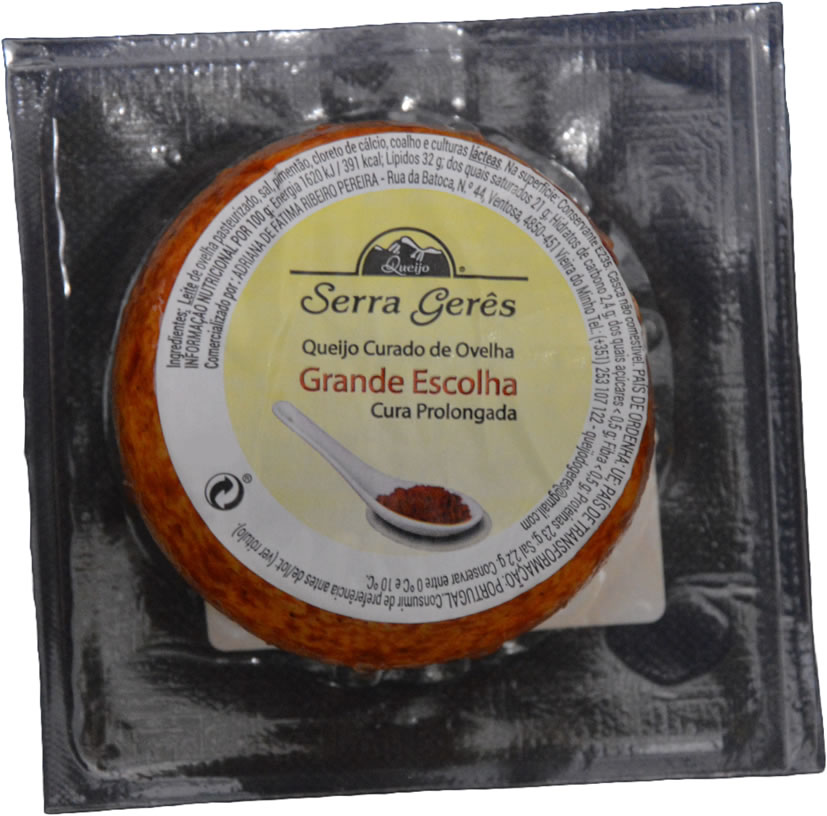 Ingredientes: Leite de ovelha pasteurizado, sal, pimentão, cloreto de cálcio, coalho e culturas lácteas. Na superfície: Conservante E235. Casca não comestível. PAÍS DE ORDENHA: UE, PAÍS DE TRANSFORMAÇÃO: PORTUGAL. Consumir de preferência antes de/lot: (ver rótulo).
INFORMAÇÃO NUTRICIONAL POR 100 g: Energia 1620 kJ / 391 kcal; Lípidos 32 g; dos quais saturados 21 g; Hidratos de carbono 2,4 g; dos quais açúcares < 0,5 g; Fibra < 0,5 g; Proteínas 23 g; Sal 2,2 g Conservar entre 0 °C e 10 °C.
Comercializado por - ADRIANA DE FÁTIMA RIBEIRO PEREIRA - Rua da Batoca, N.º 44, Ventosa, 4850-451 Vieira do Minho Tel.: (+351) 253 107 122 - queijodogeres@gmail.com
Queijo
®
Serra Gerês
Queijo Curado de Ovelha
Grande Escolha
Cura Prolongada
®